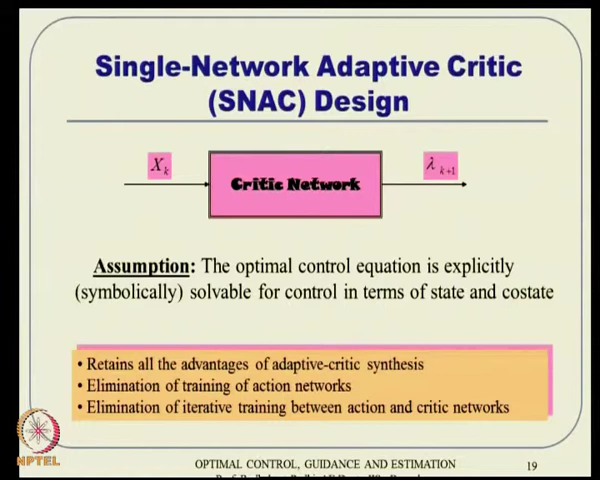 Single-Network Adaptive Critic
(SNAC) Design
X_k
Critic Network
λ_{k+1}
Assumption: The optimal control equation is explicitly
(symbolically) solvable for control in terms of state and costate
• Retains all the advantages of adaptive-critic synthesis
• Elimination of training of action networks
• Elimination of iterative training between action and critic networks
NPTEL
OPTIMAL CONTROL, GUIDANCE AND ESTIMATION
19